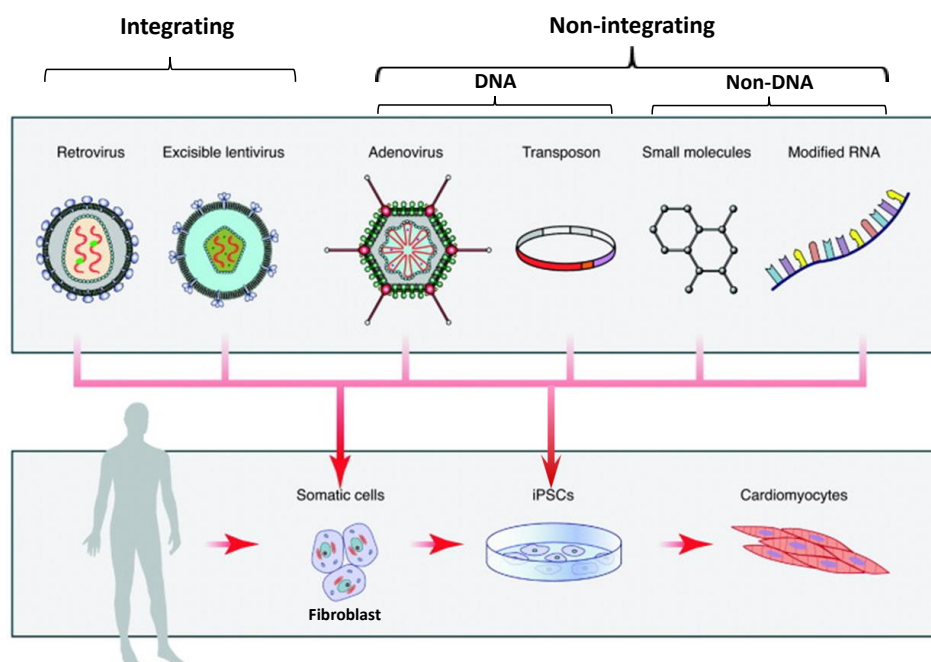 Integrating
Non-integrating
DNA
Non-DNA
Retrovirus
Excisible lentivirus
Adenovirus
Transposon
Small molecules
Modified RNA
Somatic cells
iPSCs
Cardiomyocytes
Fibroblast